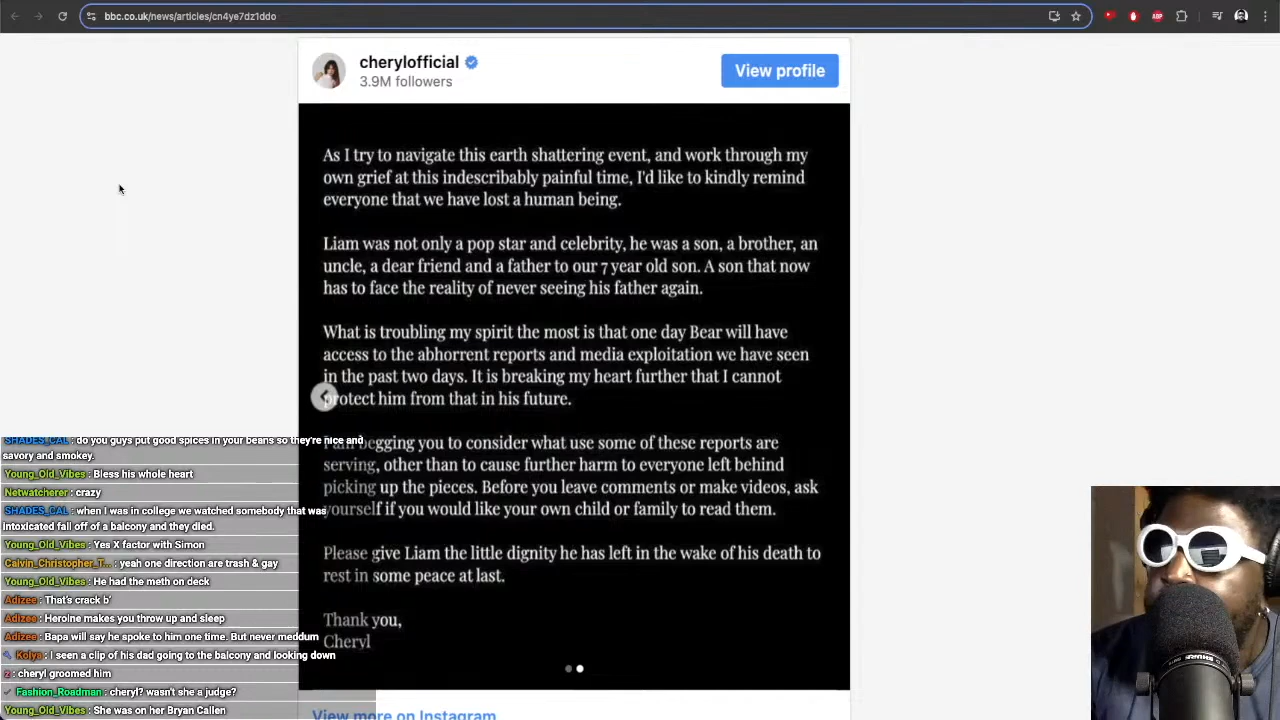 bbc.co.uk/news/articles/cn4ye7dz1ddo
ABP
cherylofficial
3.9M followers
View profile
As I try to navigate this earth shattering event, and work through my
own grief at this indescribably painful time, I'd like to kindly remind
everyone that we have lost a human being.
Liam was not only a pop star and celebrity, he was a son, a brother, an
uncle, a dear friend and a father to our 7 year old son. A son that now
has to face the reality of never seeing his father again.
What is troubling my spirit the most is that one day Bear will have
access to the abhorrent reports and media exploitation we have seen
in the past two days. It is breaking my heart further that I cannot
protect him from that in his future.
I am begging you to consider what use some of these reports are
serving, other than to cause further harm to everyone left behind
picking up the pieces. Before you leave comments or make videos, ask
yourself if you would like your own child or family to read them.
Please give Liam the little dignity he has left in the wake of his death to
rest in some peace at last.
Thank you,
Cheryl
View more on Instagram
SHADES_CAL : do you guys put good spices in your beans so they're nice and
savory and smokey.
Young_Old_Vibes : Bless his whole heart
Netwatcherer : crazy
SHADES_CAL : when I was in college we watched somebody that was
intoxicated fall off of a balcony and they died.
Young_Old_Vibes : Yes X factor with Simon
Calvin_Christopher_T... : yeah one direction are trash & gay
Young_Old_Vibes : He had the meth on deck
Adizee : That's crack b'
Adizee : Heroine makes you throw up and sleep
Adizee : Bapa will say he spoke to him one time. But never meddum
Kolya : I seen a clip of his dad going to the balcony and looking down
z : cheryl groomed him
Fashion_Roadman : cheryl? wasn't she a judge?
Young_Old_Vibes : She was on her Bryan Callen